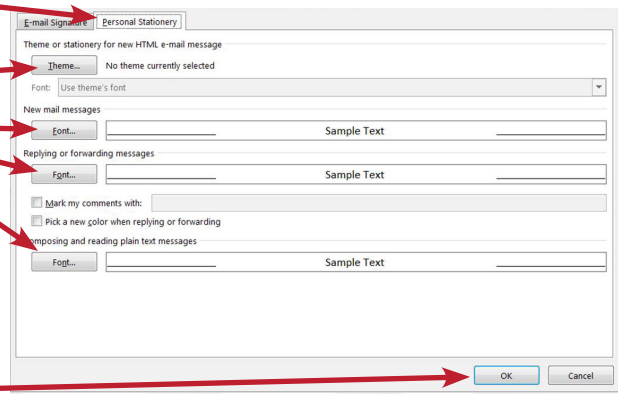 E-mail Signature Personal Stationery
Theme or stationery for new HTML e-mail message
Theme... No theme currently selected
Font: Use theme's font
New mail messages
Font... Sample Text
Replying or forwarding messages
Font... Sample Text
Mark my comments with:
Pick a new color when replying or forwarding
omposing and reading plain text messages
Font... Sample Text
OK Cancel